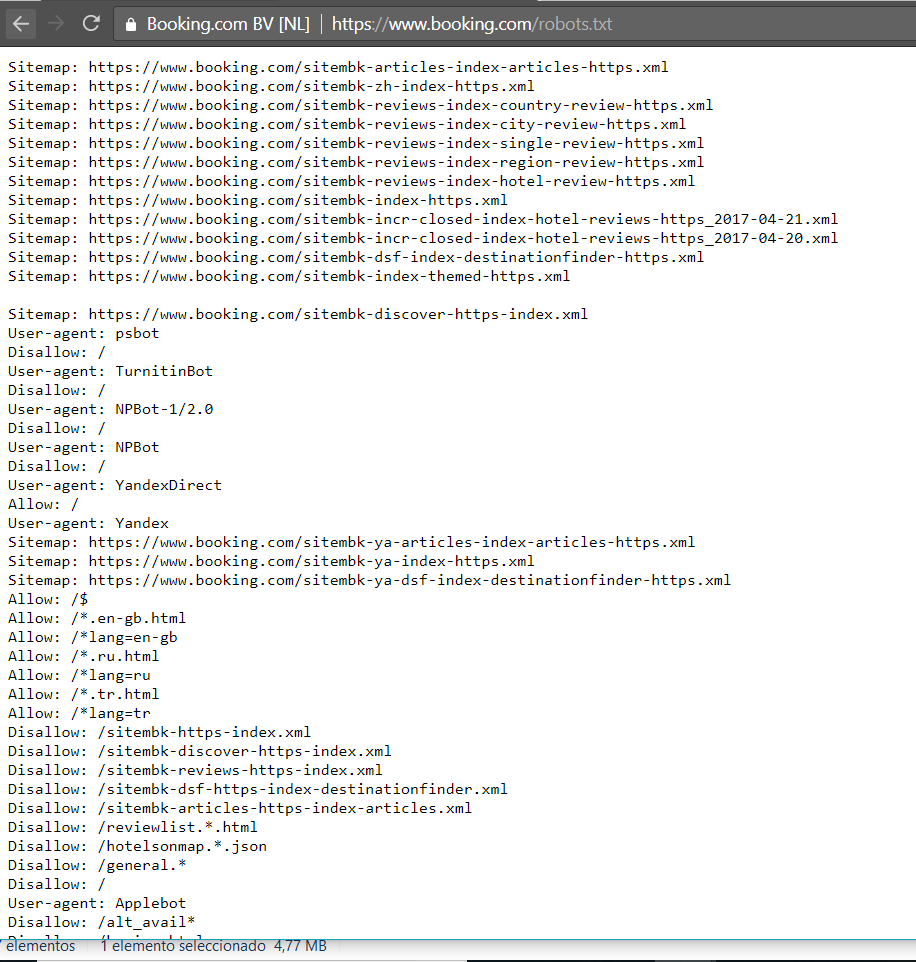 Booking.com BV [NL] | https://www.booking.com/robots.txt
Sitemap: https://www.booking.com/sitembk-articles-index-articles-https.xml
Sitemap: https://www.booking.com/sitembk-zh-index-https.xml
Sitemap: https://www.booking.com/sitembk-reviews-index-country-review-https.xml
Sitemap: https://www.booking.com/sitembk-reviews-index-city-review-https.xml
Sitemap: https://www.booking.com/sitembk-reviews-index-single-review-https.xml
Sitemap: https://www.booking.com/sitembk-reviews-index-region-review-https.xml
Sitemap: https://www.booking.com/sitembk-reviews-index-hotel-review-https.xml
Sitemap: https://www.booking.com/sitembk-index-https.xml
Sitemap: https://www.booking.com/sitembk-incr-closed-index-hotel-reviews-https_2017-04-21.xml
Sitemap: https://www.booking.com/sitembk-incr-closed-index-hotel-reviews-https_2017-04-20.xml
Sitemap: https://www.booking.com/sitembk-dsf-index-destinationfinder-https.xml
Sitemap: https://www.booking.com/sitembk-index-themed-https.xml
Sitemap: https://www.booking.com/sitembk-discover-https-index.xml
User-agent: psbot
Disallow: /
User-agent: TurnitinBot
Disallow: /
User-agent: NPBot-1/2.0
Disallow: /
User-agent: NPBot
Disallow: /
User-agent: YandexDirect
Allow: /
User-agent: Yandex
Sitemap: https://www.booking.com/sitembk-ya-articles-index-articles-https.xml
Sitemap: https://www.booking.com/sitembk-ya-index-https.xml
Sitemap: https://www.booking.com/sitembk-ya-dsf-index-destinationfinder-https.xml
Allow: /$
Allow: /*.en-gb.html
Allow: /*lang=en-gb
Allow: /*.ru.html
Allow: /*lang=ru
Allow: /*.tr.html
Allow: /*lang=tr
Disallow: /sitembk-https-index.xml
Disallow: /sitembk-discover-https-index.xml
Disallow: /sitembk-reviews-https-index.xml
Disallow: /sitembk-dsf-https-index-destinationfinder.xml
Disallow: /sitembk-articles-https-index-articles.xml
Disallow: /reviewlist.*.html
Disallow: /hotelsonmap.*.json
Disallow: /general.*
Disallow: /
User-agent: Applebot
Disallow: /alt_avail*
elementos 1 elemento seleccionado 4,77 MB